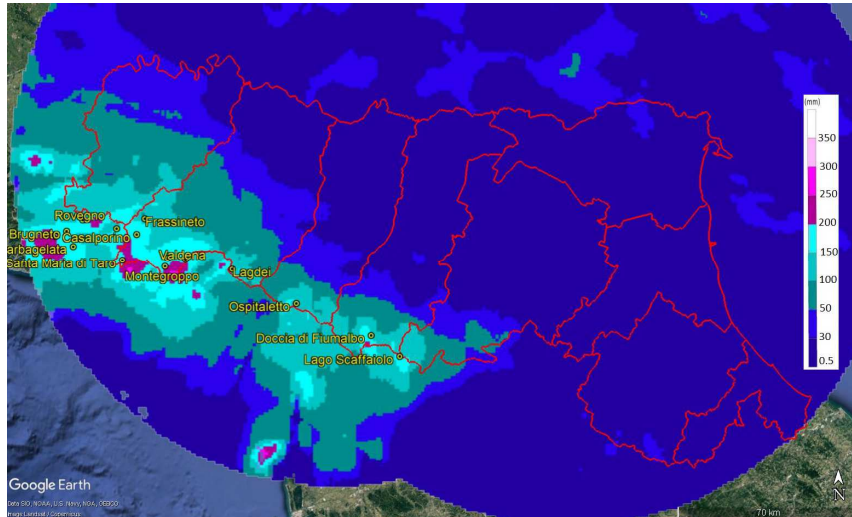 (mm)
350
300
250
200
150
100
50
30
0.5
Rovegno
Frassineto
Brugneto
Casalporino
arbagelata
Santa Maria di Taro
Valdena
Montegroppo
Lagdei
Ospitaletto
Doccia di Fiumalbo
Lago Scaffaiolo
Google Earth
Data SIO, NOAA, U.S. Navy, NGA, GEBCO
Image Landsat / Copernicus
N
70 km